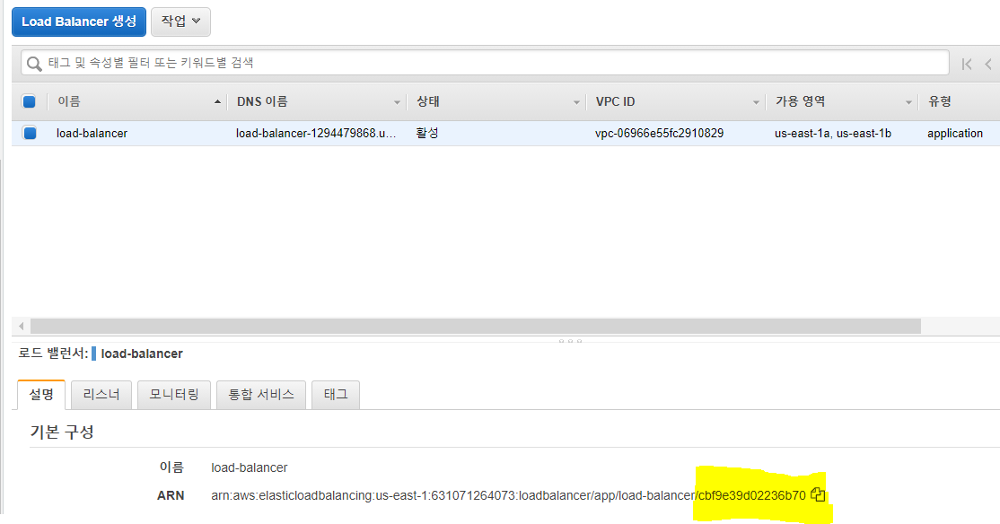 Load Balancer 생성 작업
태그 및 속성별 필터 또는 키워드별 검색
이름 DNS 이름 상태 VPC ID 가용 영역 유형
load-balancer load-balancer-1294479868.u... 활성 vpc-06966e55fc2910829 us-east-1a, us-east-1b application
로드 밸런서: load-balancer
설명 리스너 모니터링 통합 서비스 태그
기본 구성
이름 load-balancer
ARN arn:aws:elasticloadbalancing:us-east-1:631071264073:loadbalancer/app/load-balancer/cbf9e39d02236b70